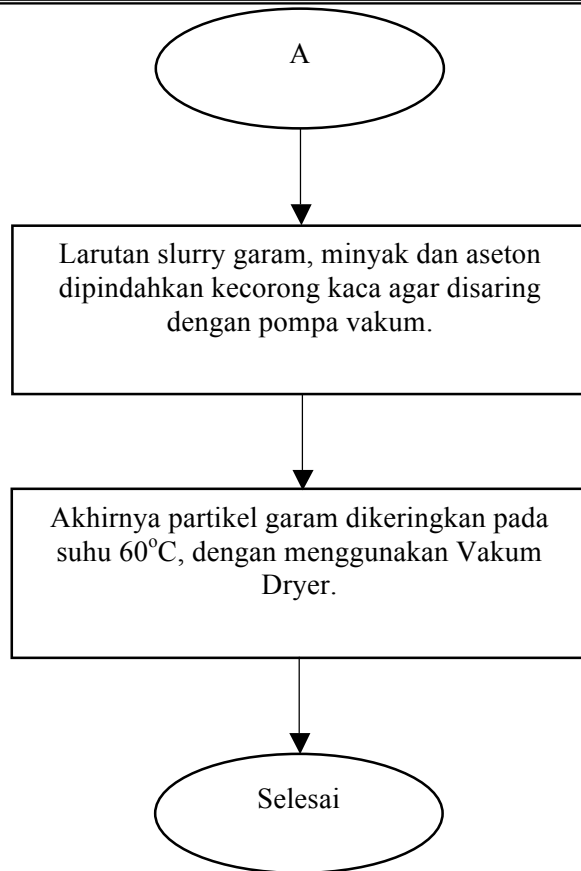 A
Larutan slurry garam, minyak dan aseton
dipindahkan kecorong kaca agar disaring
dengan pompa vakum.
Akhirnya partikel garam dikeringkan pada
suhu 60°C, dengan menggunakan Vakum
Dryer.
Selesai